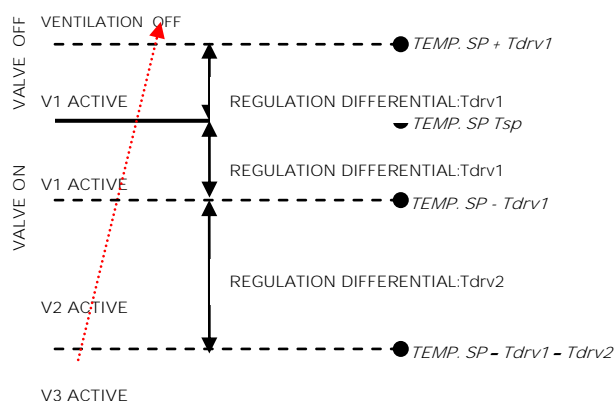 VENTILATION OFF
TEMP. SP + Tdrv1
VALVE OFF
V1 ACTIVE
REGULATION DIFFERENTIAL:Tdrv1
TEMP. SP Tsp
VALVE ON
V1 ACTIVE
REGULATION DIFFERENTIAL:Tdrv1
TEMP. SP - Tdrv1
REGULATION DIFFERENTIAL:Tdrv2
V2 ACTIVE
TEMP. SP – Tdrv1 – Tdrv2
V3 ACTIVE